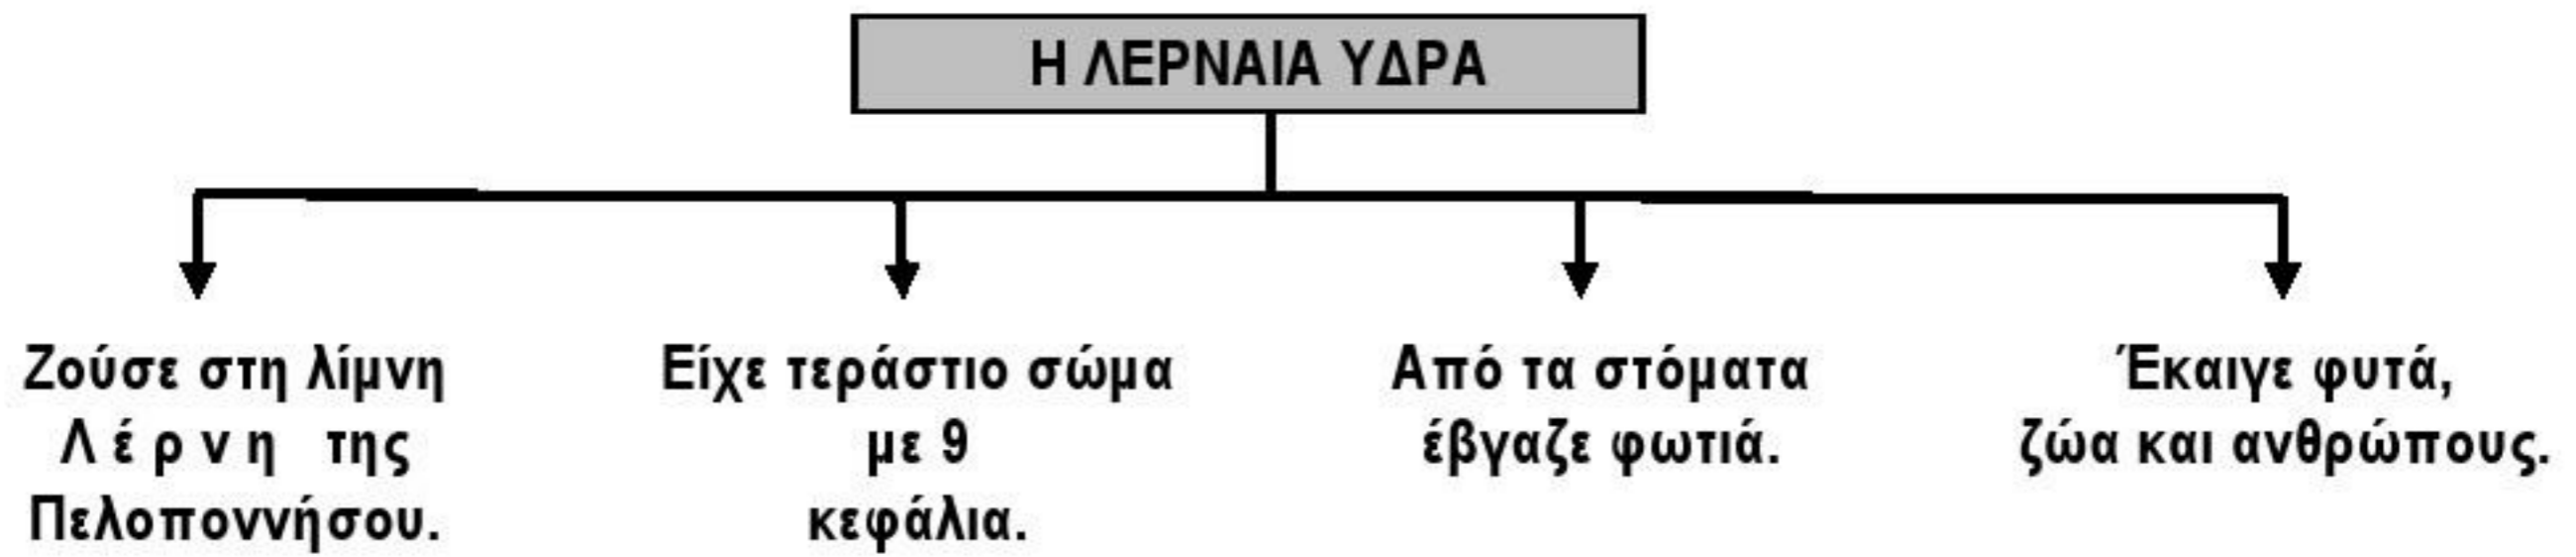 Η ΛΕΡΝΑΙΑ ΥΔΡΑ
Ζούσε στη λίμνη
Λέρνη της
Πελοποννήσου.
Είχε τεράστιο σώμα
με 9
κεφάλια.
Από τα στόματα
έβγαζε φωτιά.
Έκαιγε φυτά,
ζώα και ανθρώπους.